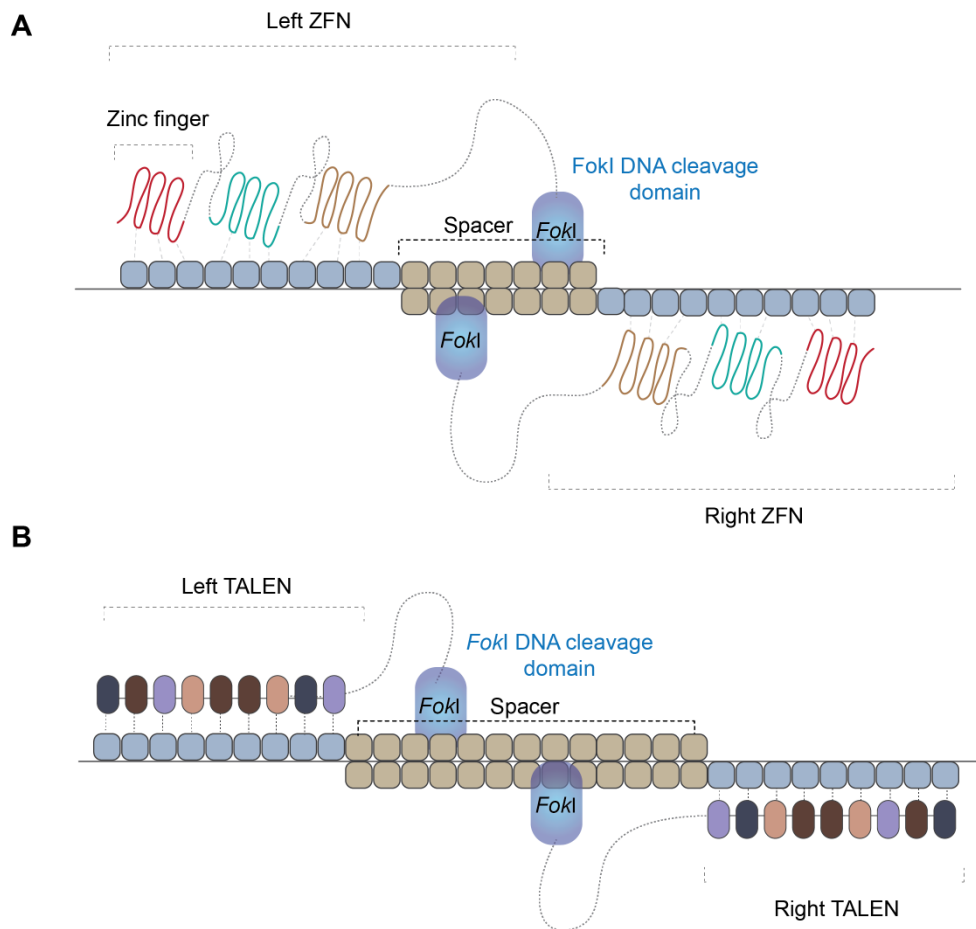 A
Left ZFN
Zinc finger
FokI DNA cleavage
domain
Spacer
FokI
FokI
Right ZFN
B
Left TALEN
FokI DNA cleavage
domain
FokI
Spacer
FokI
Right TALEN